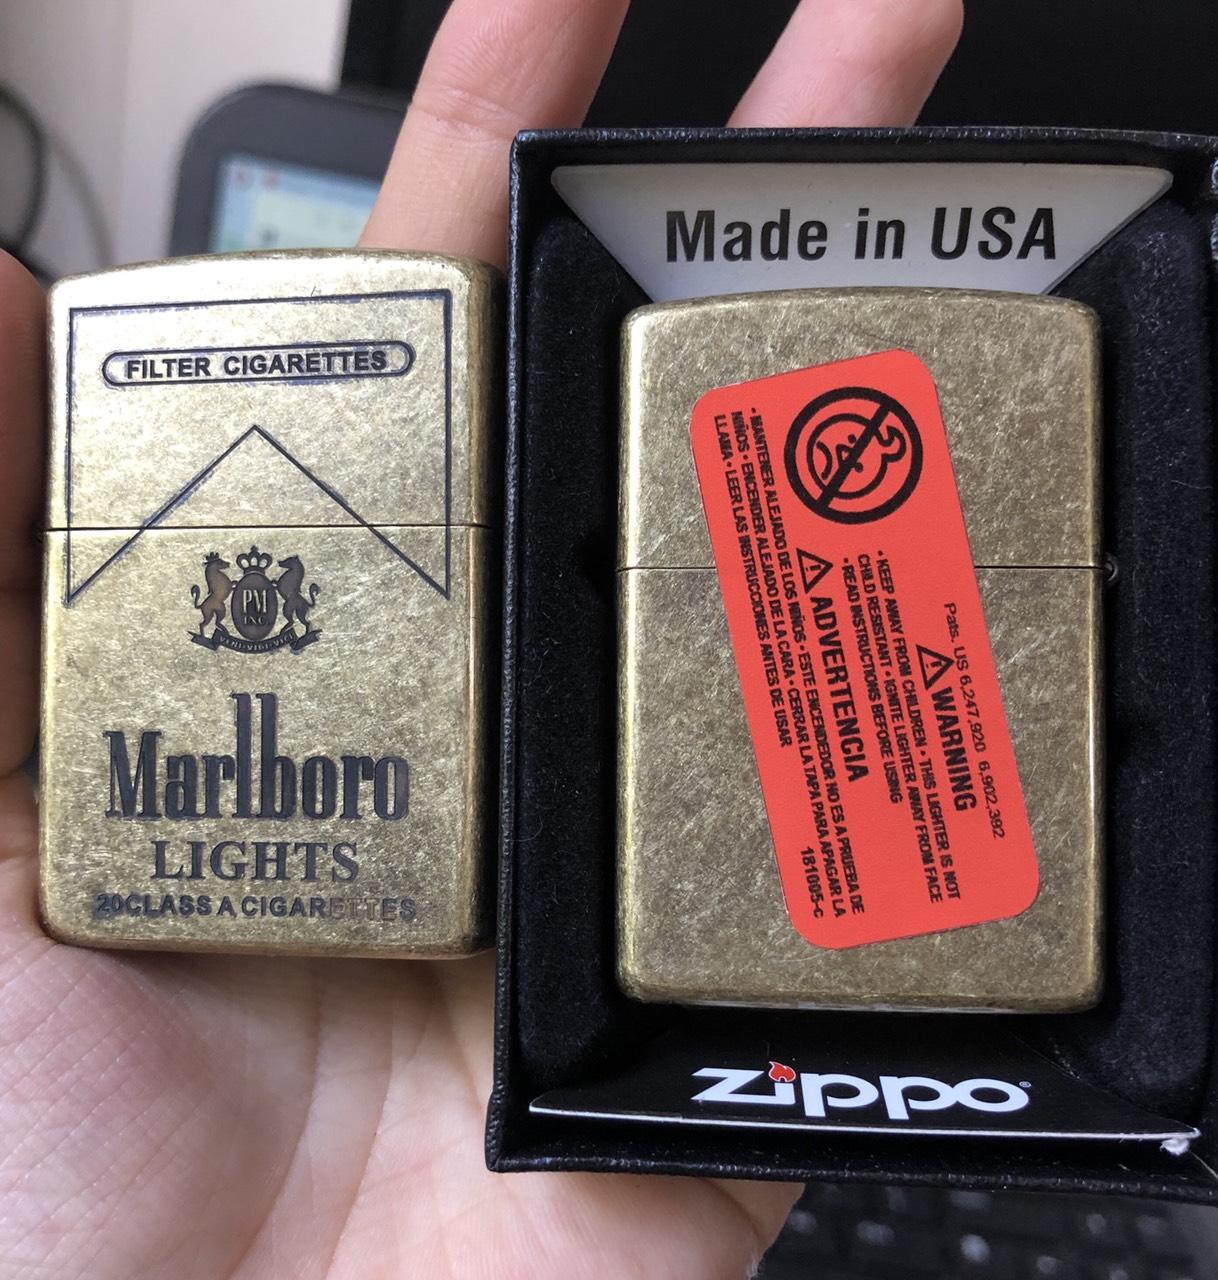 FILTER CIGARETTES
PM
INC
VENI·VIDI·VICI
Marlboro
LIGHTS
20 CLASS A CIGARETTES
Made in USA
Pats. US 6,247,920 6,902,392
⚠ WARNING
• KEEP AWAY FROM CHILDREN • THIS LIGHTER IS NOT
CHILD RESISTANT • IGNITE LIGHTER AWAY FROM FACE
• READ INSTRUCTIONS BEFORE USING
⚠ ADVERTENCIA
• MANTENER ALEJADO DE LOS NIÑOS • ESTE ENCENDEDOR NO ES A PRUEBA DE
NIÑOS • ENCENDER ALEJADO DE LA CARA • CERRAR LA TAPA PARA APAGAR LA
LLAMA • LEER LAS INSTRUCCIONES ANTES DE USAR
181005-C
zippo®